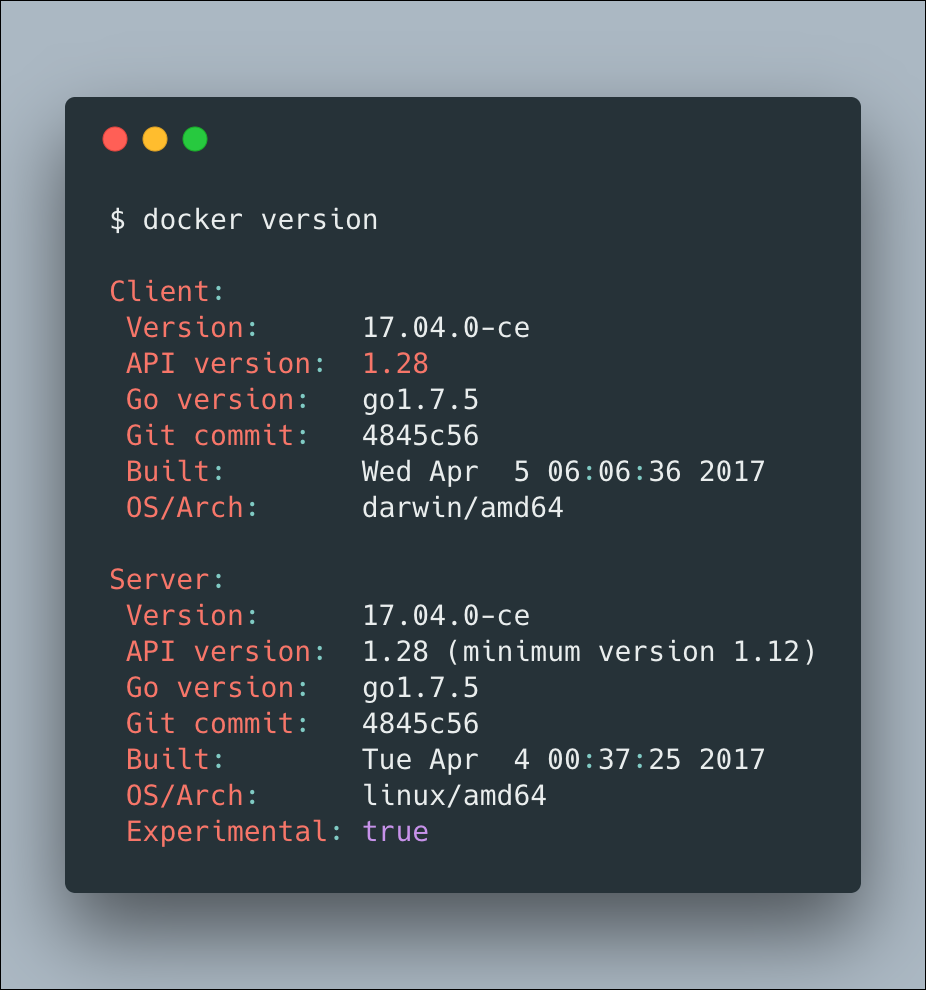 $ docker version

Client:
 Version:      17.04.0-ce
 API version:  1.28
 Go version:   go1.7.5
 Git commit:   4845c56
 Built:        Wed Apr  5 06:06:36 2017
 OS/Arch:      darwin/amd64

Server:
 Version:      17.04.0-ce
 API version:  1.28 (minimum version 1.12)
 Go version:   go1.7.5
 Git commit:   4845c56
 Built:        Tue Apr  4 00:37:25 2017
 OS/Arch:      linux/amd64
 Experimental: true